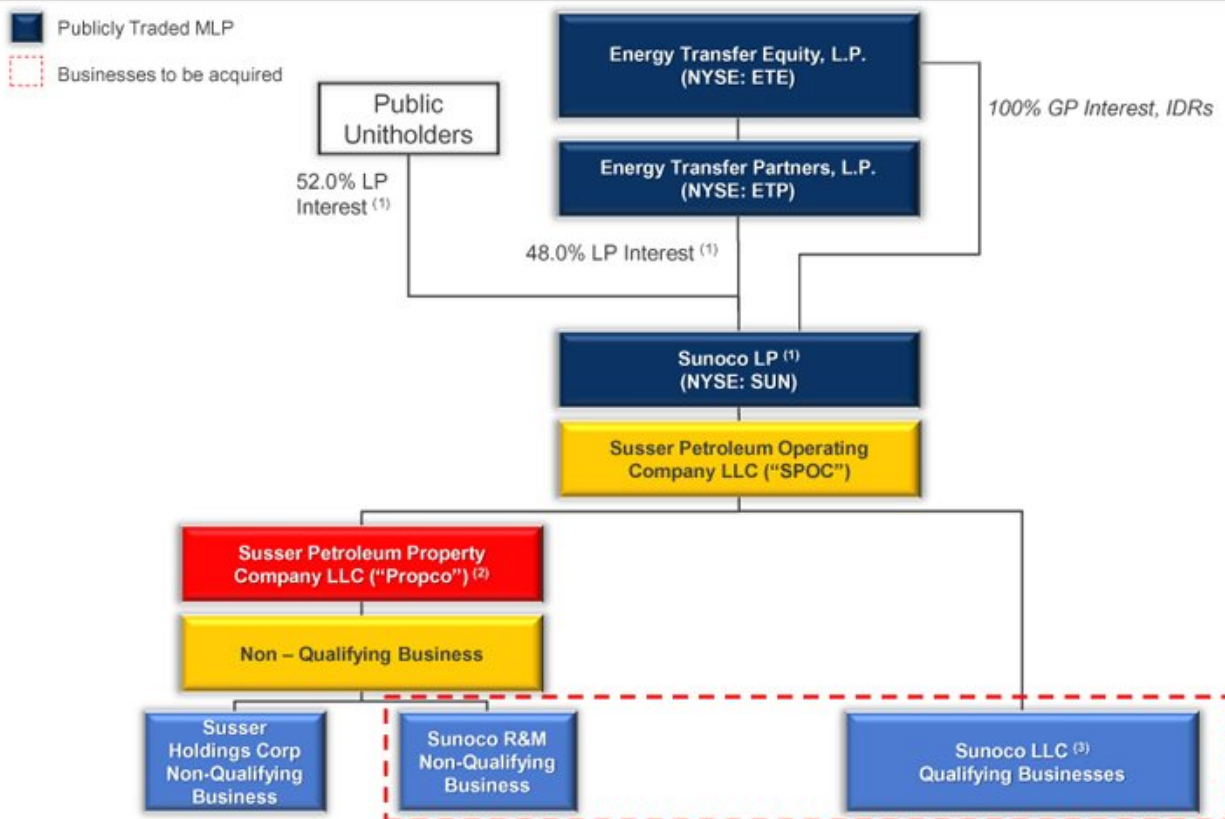 Publicly Traded MLP
Businesses to be acquired
Energy Transfer Equity, L.P.
(NYSE: ETE)
100% GP Interest, IDRs
Public
Unitholders
Energy Transfer Partners, L.P.
(NYSE: ETP)
52.0% LP
Interest (1)
48.0% LP Interest (1)
Sunoco LP (1)
(NYSE: SUN)
Susser Petroleum Operating
Company LLC (“SPOC”)
Susser Petroleum Property
Company LLC (“Propco”) (2)
Non – Qualifying Business
Susser
Holdings Corp
Non-Qualifying
Business
Sunoco R&M
Non-Qualifying
Business
Sunoco LLC (3)
Qualifying Businesses